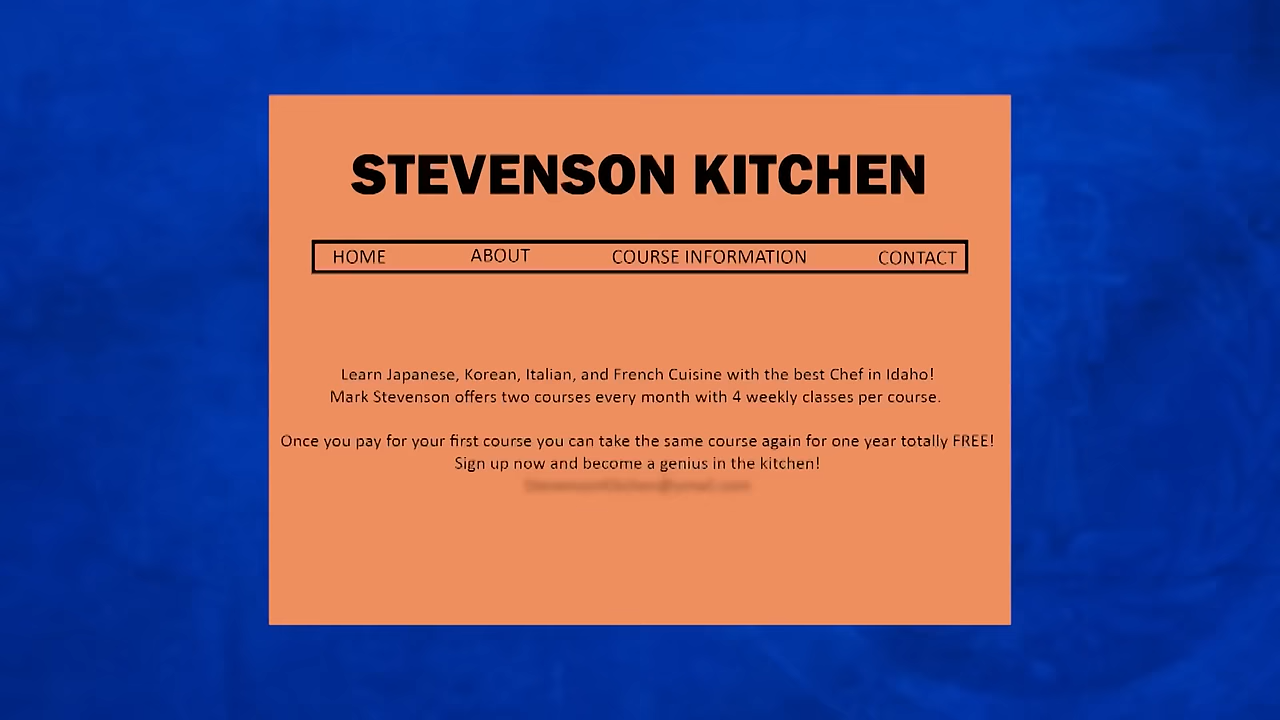 STEVENSON KITCHEN
HOME ABOUT COURSE INFORMATION CONTACT
Learn Japanese, Korean, Italian, and French Cuisine with the best Chef in Idaho!
Mark Stevenson offers two courses every month with 4 weekly classes per course.
Once you pay for your first course you can take the same course again for one year totally FREE!
Sign up now and become a genius in the kitchen!